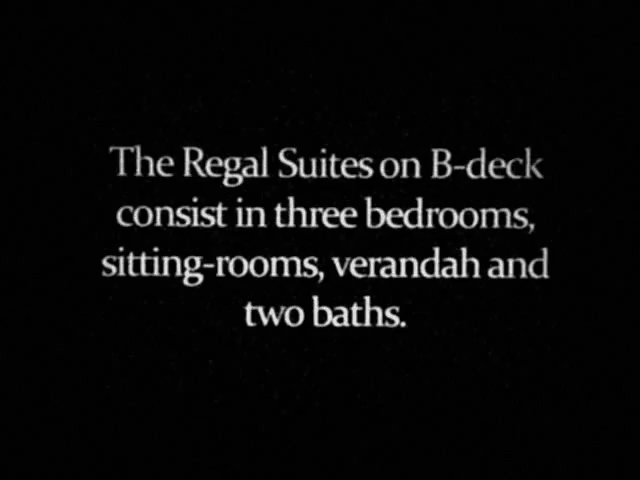 The Regal Suites on B-deck
consist in three bedrooms,
sitting-rooms, verandah and
two baths.